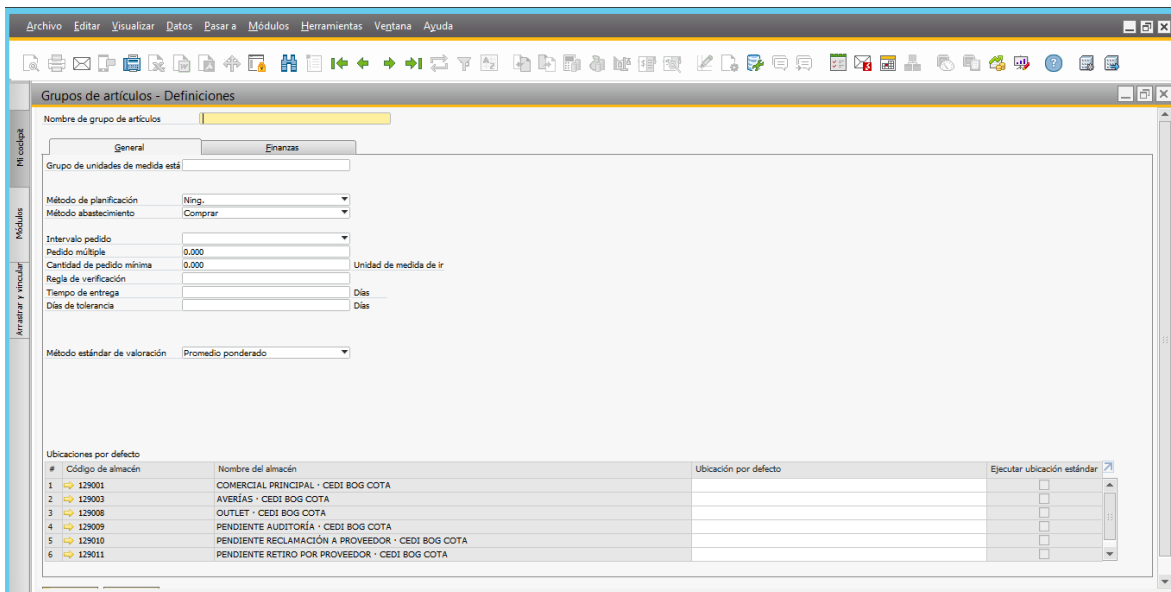 Archivo Editar Visualizar Datos Pasar a Módulos Herramientas Ventana Ayuda
Grupos de artículos - Definiciones
Mi cockpit
Módulos
Arrastrar y vincular
Nombre de grupo de artículos
General Finanzas
Grupo de unidades de medida está
Método de planificación Ning.
Método abastecimiento Comprar
Intervalo pedido
Pedido múltiple 0.000
Cantidad de pedido mínima 0.000 Unidad de medida de ir
Regla de verificación
Tiempo de entrega Días
Días de tolerancia Días
Método estándar de valoración Promedio ponderado
Ubicaciones por defecto
# Código de almacén Nombre del almacén Ubicación por defecto Ejecutar ubicación estándar
1 129001 COMERCIAL PRINCIPAL · CEDI BOG COTA
2 129003 AVERÍAS · CEDI BOG COTA
3 129008 OUTLET · CEDI BOG COTA
4 129009 PENDIENTE AUDITORÍA · CEDI BOG COTA
5 129010 PENDIENTE RECLAMACIÓN A PROVEEDOR · CEDI BOG COTA
6 129011 PENDIENTE RETIRO POR PROVEEDOR · CEDI BOG COTA